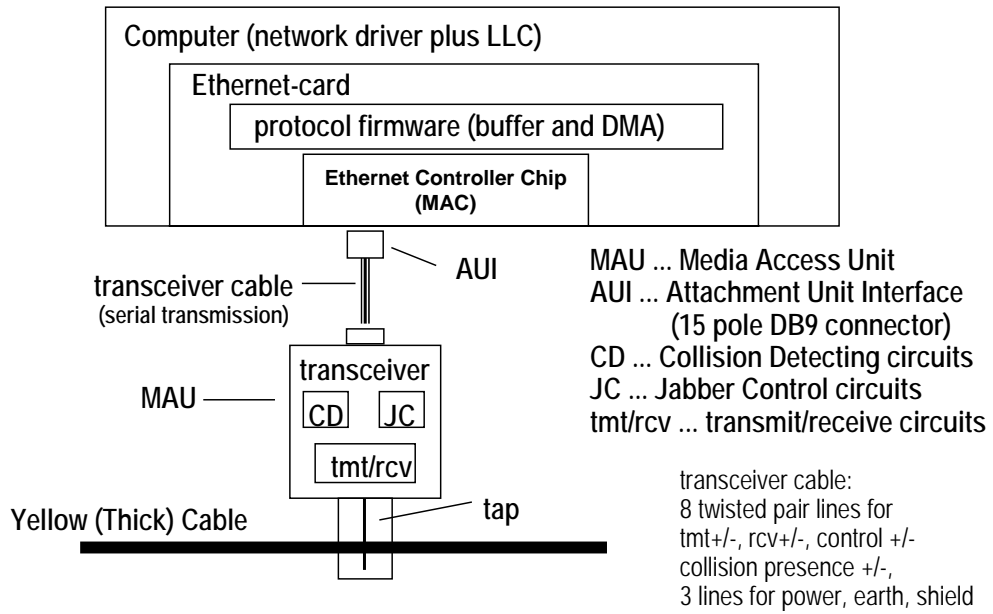 Computer (network driver plus LLC)
Ethernet-card
protocol firmware (buffer and DMA)
Ethernet Controller Chip
(MAC)
AUI
transceiver cable
(serial transmission)
MAU ... Media Access Unit
AUI ... Attachment Unit Interface
(15 pole DB9 connector)
CD ... Collision Detecting circuits
JC ... Jabber Control circuits
tmt/rcv ... transmit/receive circuits
transceiver
MAU
CD
JC
tmt/rcv
tap
Yellow (Thick) Cable
transceiver cable:
8 twisted pair lines for
tmt+/-, rcv+/-, control +/-
collision presence +/-,
3 lines for power, earth, shield